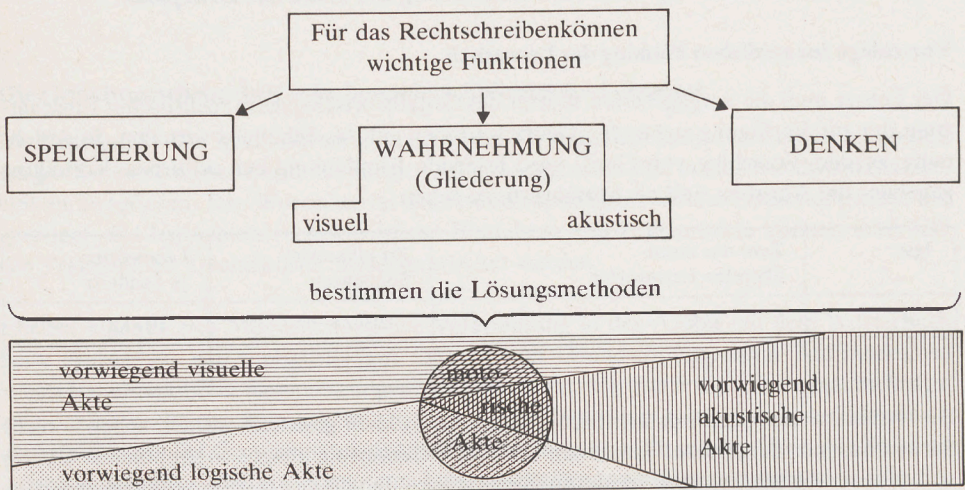 Für das Rechtschreibenkönnen
wichtige Funktionen
SPEICHERUNG
WAHRNEHMUNG
(Gliederung)
visuell akustisch
DENKEN
bestimmen die Lösungsmethoden
vorwiegend visuelle
Akte
moto-
rische
Akte
vorwiegend
akustische
Akte
vorwiegend logische Akte